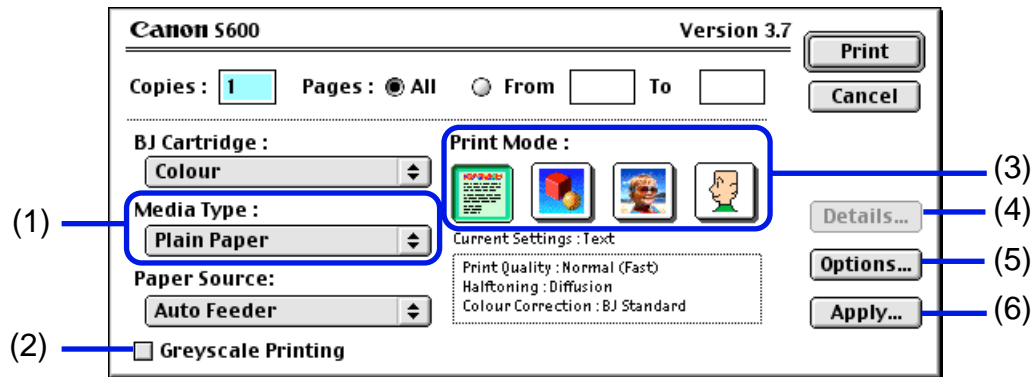 Canon S600 Version 3.7
Print
Copies : 1 Pages : All From To
Cancel
BJ Cartridge :
Colour
Print Mode :
(3)
(1)
Media Type :
Plain Paper
Current Settings : Text
Details...
(4)
Print Quality : Normal (Fast)
Halftoning : Diffusion
Colour Correction : BJ Standard
Options...
(5)
Paper Source:
Auto Feeder
Apply...
(6)
(2)
Greyscale Printing